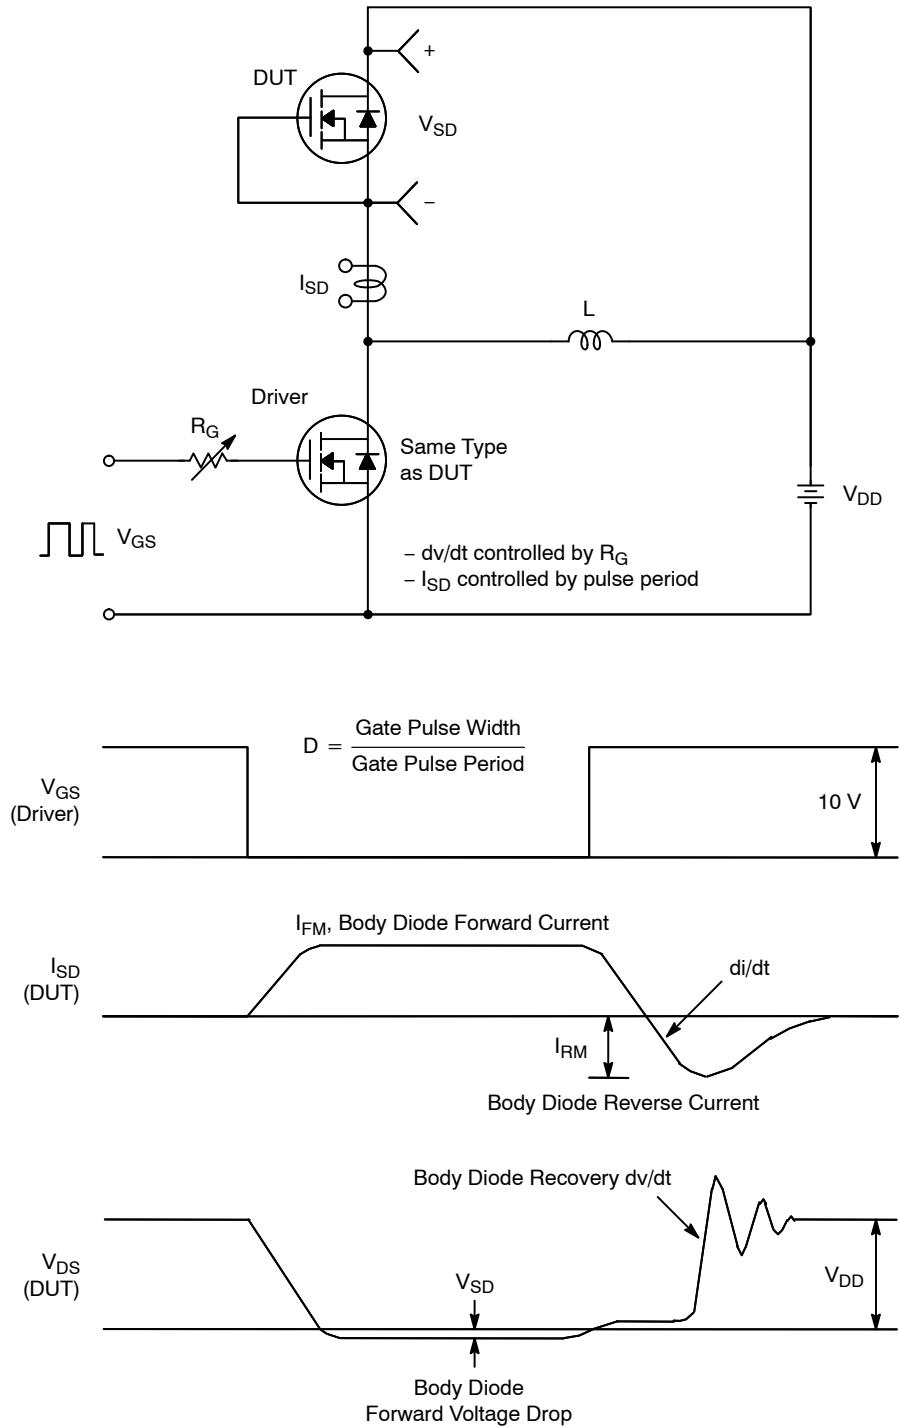 +
DUT
V_SD
−
I_SD
L
Driver
R_G
Same Type
as DUT
V_DD
V_GS
− dv/dt controlled by R_G
− I_SD controlled by pulse period
D = Gate Pulse Width
Gate Pulse Period
V_GS
(Driver)
10 V
I_FM, Body Diode Forward Current
I_SD
(DUT)
di/dt
I_RM
Body Diode Reverse Current
Body Diode Recovery dv/dt
V_DS
(DUT)
V_SD
V_DD
Body Diode
Forward Voltage Drop